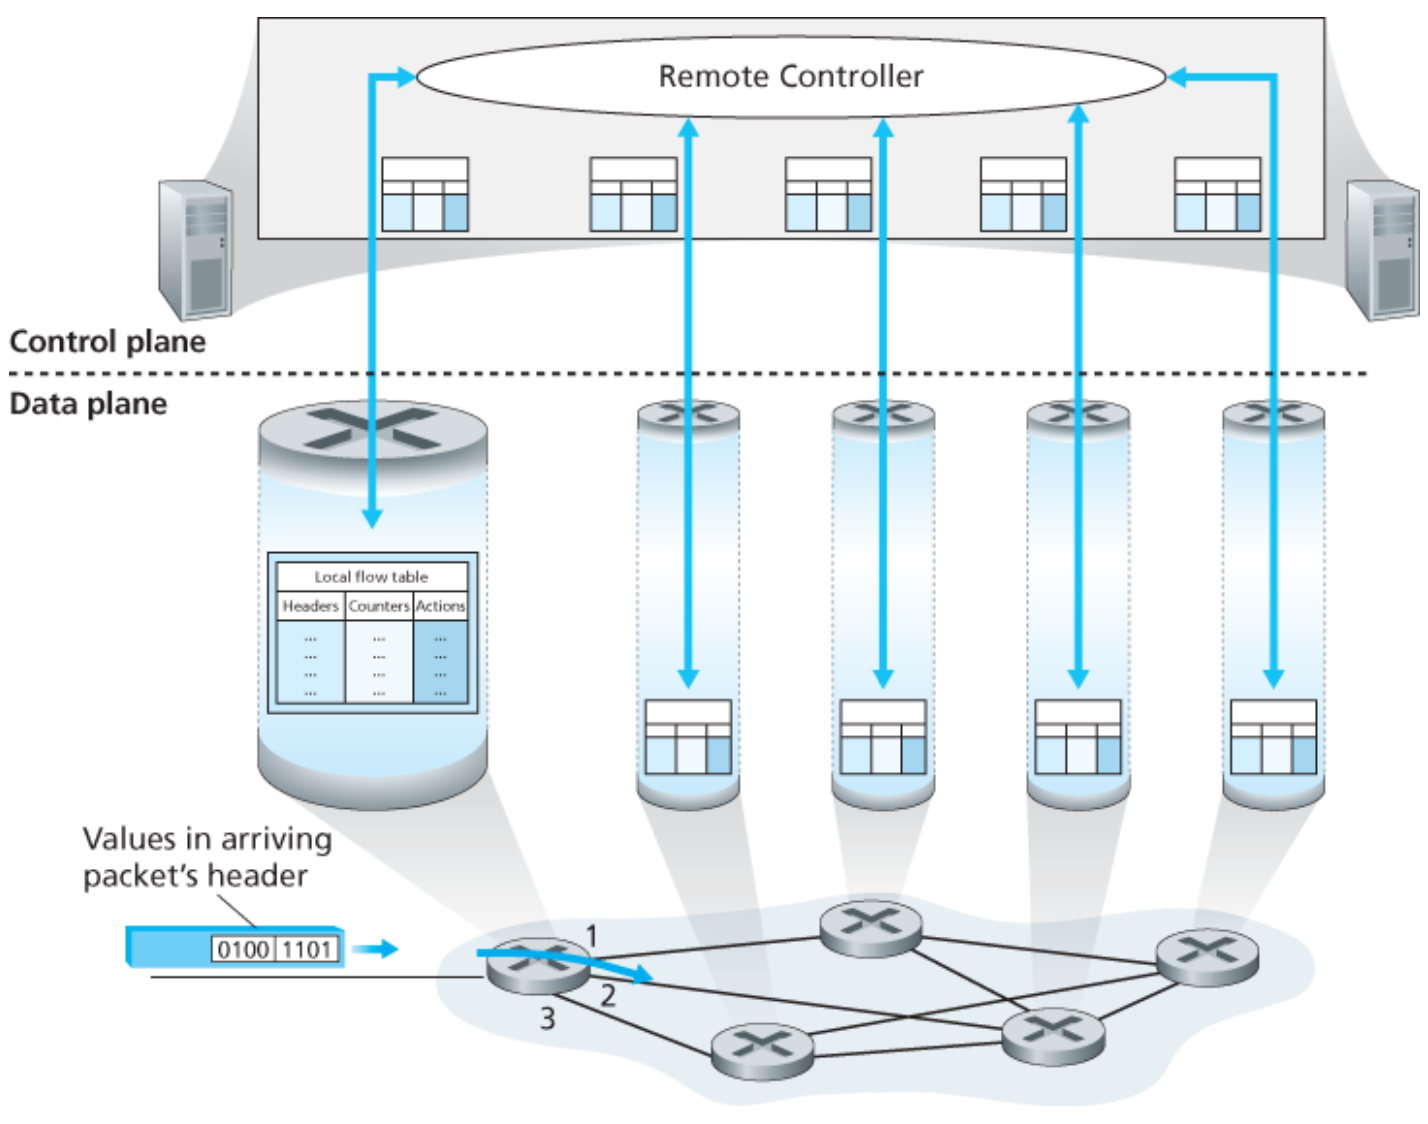 Remote Controller
Control plane
Data plane
Local flow table
Headers Counters Actions
... ... ...
... ... ...
... ... ...
... ... ...
Values in arriving
packet's header
0100 1101
1
2
3